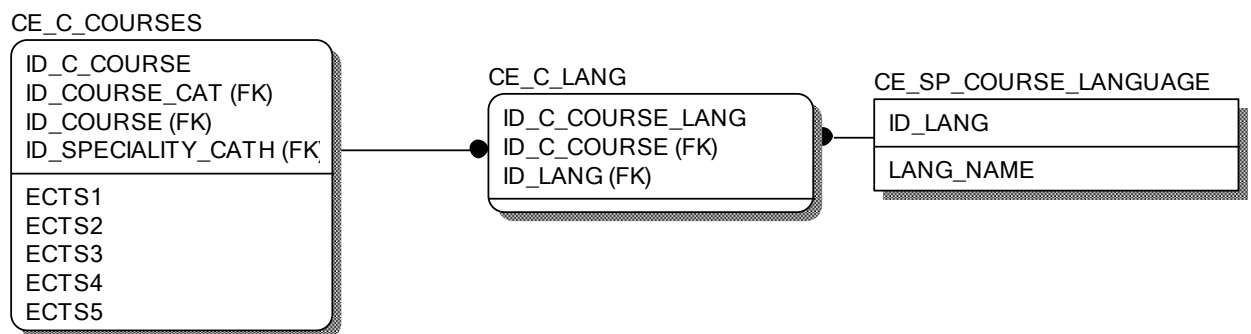 CE_C_COURSES
ID_C_COURSE
ID_COURSE_CAT (FK)
ID_COURSE (FK)
ID_SPECIALITY_CATH (FK)
ECTS1
ECTS2
ECTS3
ECTS4
ECTS5
CE_C_LANG
ID_C_COURSE_LANG
ID_C_COURSE (FK)
ID_LANG (FK)
CE_SP_COURSE_LANGUAGE
ID_LANG
LANG_NAME